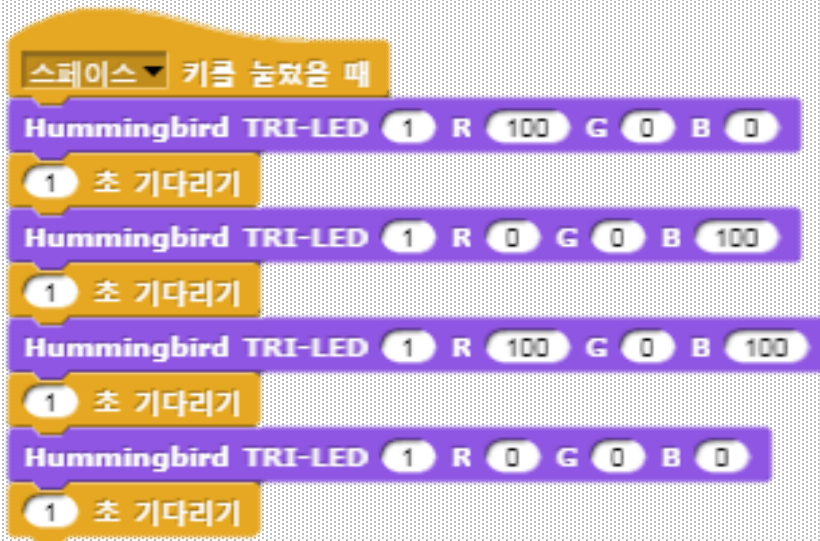 스페이스 키를 눌렀을 때
Hummingbird TRI-LED 1 R 100 G 0 B 0
1 초 기다리기
Hummingbird TRI-LED 1 R 0 G 0 B 100
1 초 기다리기
Hummingbird TRI-LED 1 R 100 G 0 B 100
1 초 기다리기
Hummingbird TRI-LED 1 R 0 G 0 B 0
1 초 기다리기